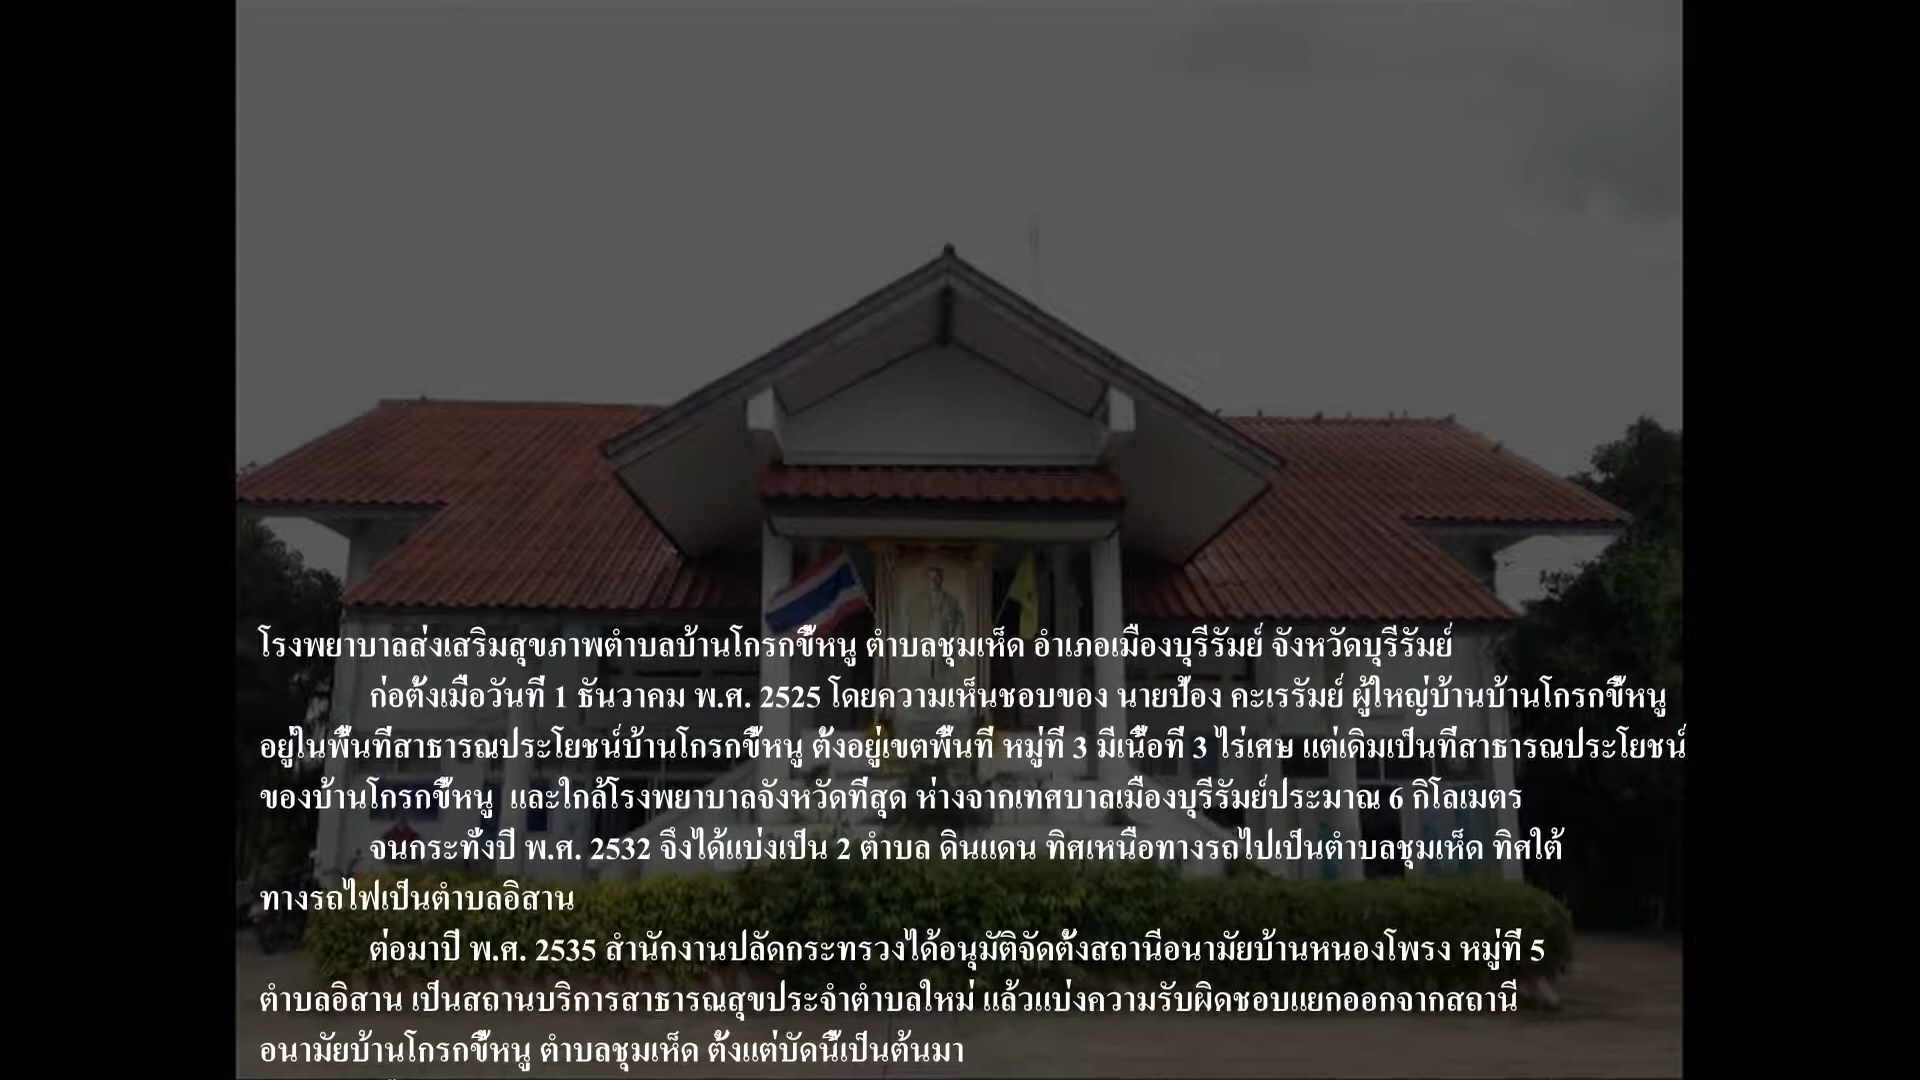 โรงพยาบาลส่งเสริมสุขภาพตำบลบ้านโกรกขี้หนู ตำบลชุมเห็ด อำเภอเมืองบุรีรัมย์ จังหวัดบุรีรัมย์
ก่อตั้งเมื่อวันที่ 1 ธันวาคม พ.ศ. 2525 โดยความเห็นชอบของ นายป้อง คะเรรัมย์ ผู้ใหญ่บ้านบ้านโกรกขี้หนู
อยู่ในพื้นที่สาธารณประโยชน์บ้านโกรกขี้หนู ตั้งอยู่เขตพื้นที่ หมู่ที่ 3 มีเนื้อที่ 3 ไร่เศษ แต่เดิมเป็นที่สาธารณประโยชน์
ของบ้านโกรกขี้หนู และใกล้โรงพยาบาลจังหวัดที่สุด ห่างจากเทศบาลเมืองบุรีรัมย์ประมาณ 6 กิโลเมตร
จนกระทั่งปี พ.ศ. 2532 จึงได้แบ่งเป็น 2 ตำบล ดินแดน ทิศเหนือทางรถไปเป็นตำบลชุมเห็ด ทิศใต้
ทางรถไฟเป็นตำบลอิสาน
ต่อมาปี พ.ศ. 2535 สำนักงานปลัดกระทรวงได้อนุมัติจัดตั้งสถานีอนามัยบ้านหนองโพรง หมู่ที่ 5
ตำบลอิสาน เป็นสถานบริการสาธารณสุขประจำตำบลใหม่ แล้วแบ่งความรับผิดชอบแยกออกจากสถานี
อนามัยบ้านโกรกขี้หนู ตำบลชุมเห็ด ตั้งแต่บัดนี้เป็นต้นมา